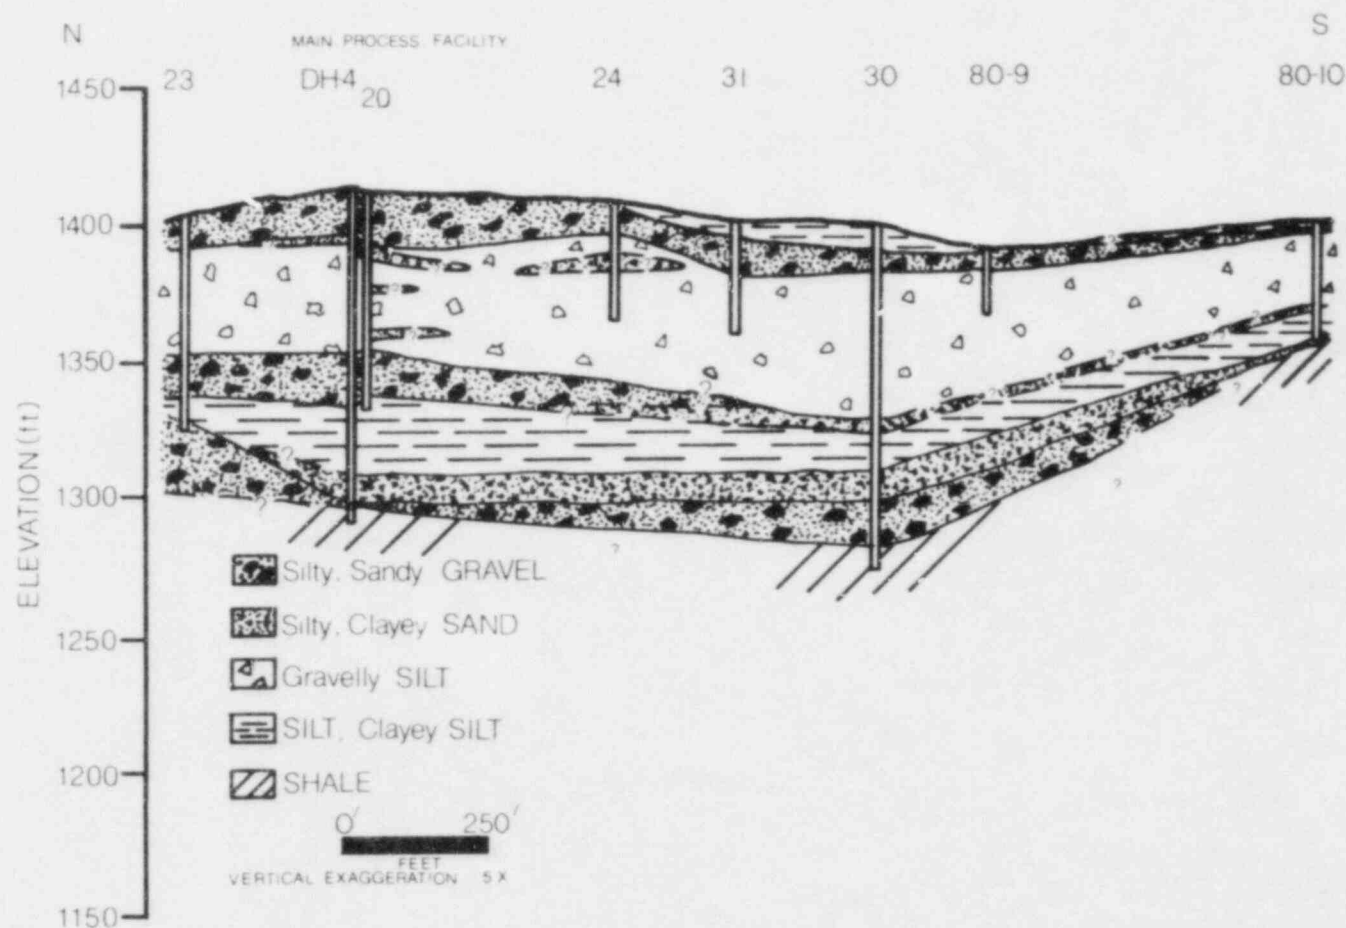 N S
MAIN PROCESS FACILITY
23 DH4 20 24 31 30 80-9 80-10
1450
1400
1350
1300
1250
1200
1150
ELEVATION (ft)
Silty, Sandy GRAVEL
Silty, Clayey SAND
Gravelly SILT
SILT, Clayey SILT
SHALE
0' 250'
FEET
VERTICAL EXAGGERATION 5X